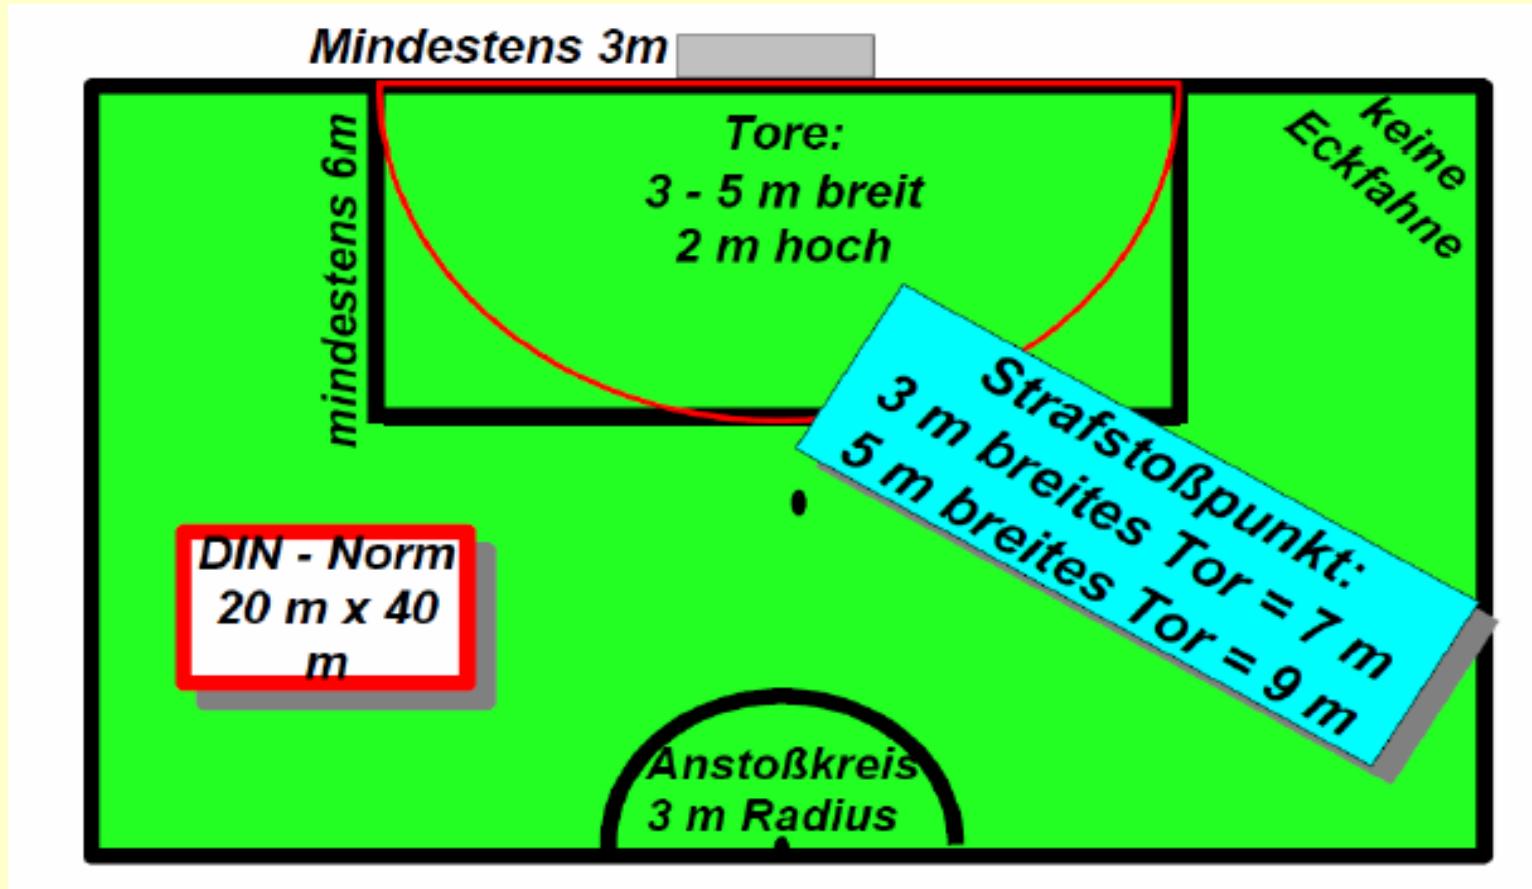 Mindestens 3m
mindestens 6m
Tore:
3 - 5 m breit
2 m hoch
keine
Eckfahne
Strafstoßpunkt:
3 m breites Tor = 7 m
5 m breites Tor = 9 m
DIN - Norm
20 m x 40
m
Anstoßkreis
3 m Radius